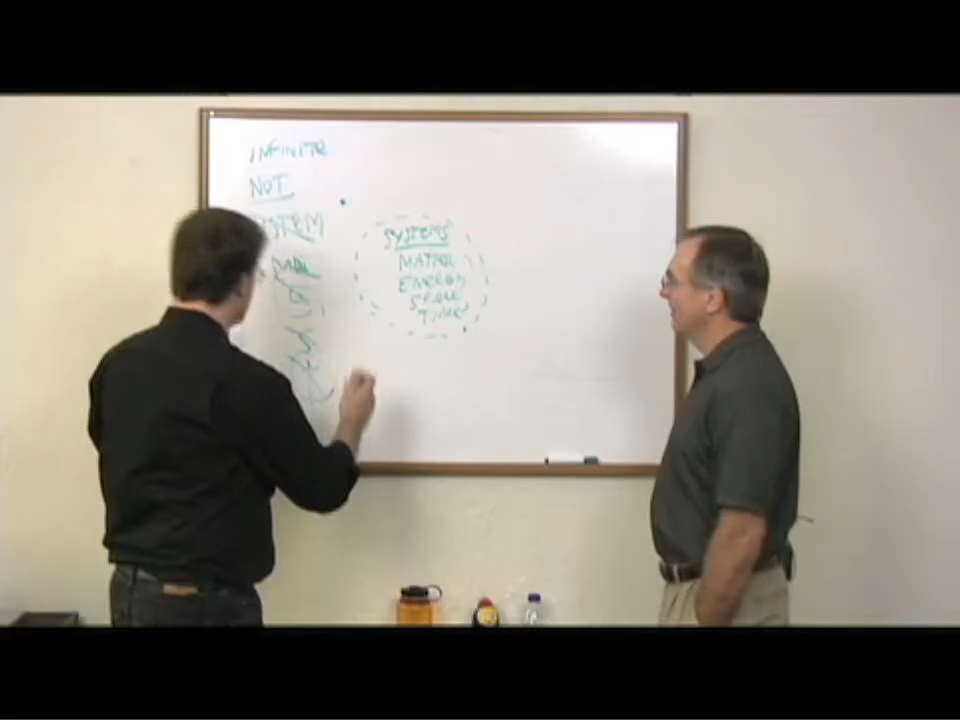 INFINITE
NOT
SYSTEM
SYSTEMS
MATTER
ENERGY
SPACE
TIME